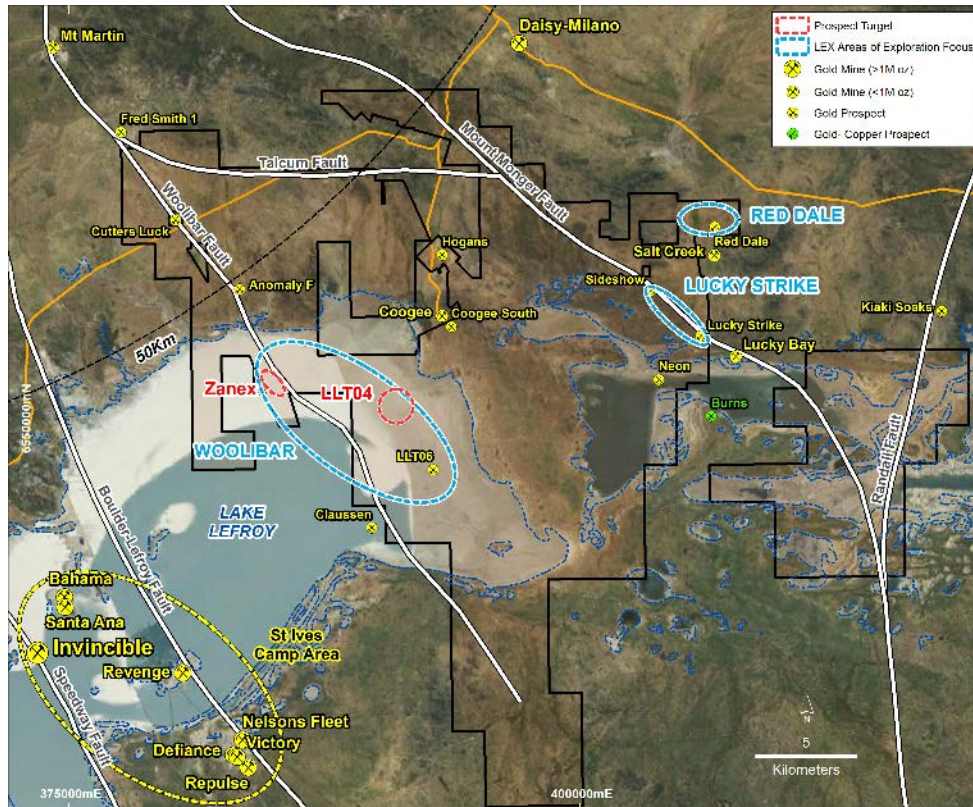 Prospect Target
LEX Areas of Exploration Focus
Gold Mine (>1M oz)
Gold Mine (<1M oz)
Gold Prospect
Gold- Copper Prospect
Mt Martin
Daisy-Milano
Fred Smith 1
Talcum Fault
Mount Monger Fault
Woolibar Fault
Cutters Luck
RED DALE
Red Dale
Hogans
Salt Creek
Sideshow
LUCKY STRIKE
Anomaly F
Coogee
Coogee South
Kiaki Soaks
Lucky Strike
Lucky Bay
50Km
Zanex
LLT04
Neon
Burns
6550000mN
WOOLIBAR
LLT06
Randall Fault
LAKE
LEFROY
Claussen
Boulder-Lefroy Fault
Bahama
Santa Ana
Invincible
St Ives
Camp Area
Revenge
Speedway Fault
Nelsons Fleet
Victory
Defiance
Repulse
N
5
Kilometers
375000mE
400000mE